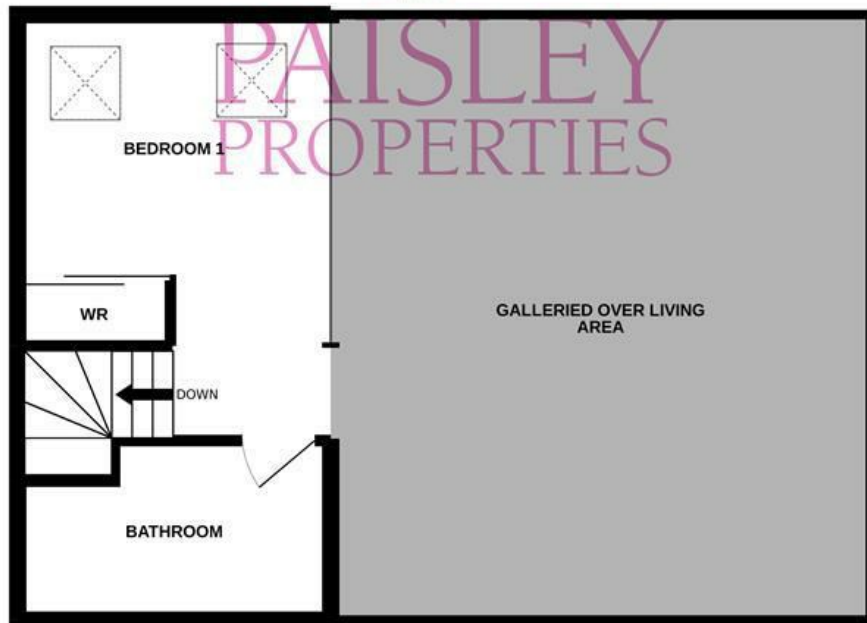 PAISLEY
PROPERTIES
BEDROOM 1
WR
GALLERIED OVER LIVING
AREA
DOWN
BATHROOM